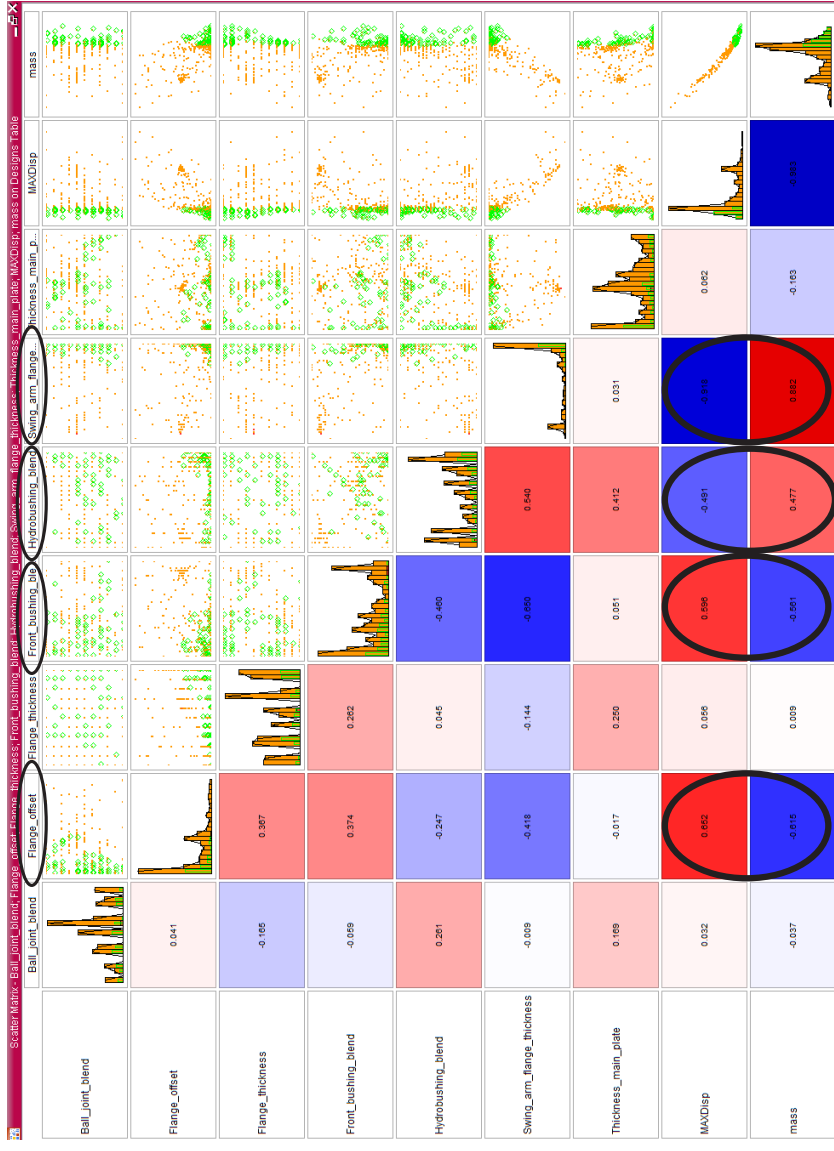 Scatter Matrix - Ball_joint_blend; Flange_offset; Flange_thickness; Front_bushing_blend; Hydrobushing_blend; Swing_arm_flange_thickness; Thickness_main_plate; MAXDisp; mass on Designs Table
Ball_joint_blend Flange_offset Flange_thickness Front_bushing_ble Hydrobushing_blend Swing_arm_flange... hickness_main_p... MAXDisp mass
Ball_joint_blend
Flange_offset 0.041
Flange_thickness -0.165 0.367
Front_bushing_blend -0.059 0.374 0.262
Hydrobushing_blend 0.261 -0.247 0.045 -0.460
Swing_arm_flange_thickness -0.009 -0.418 -0.144 -0.650 0.540
Thickness_main_plate 0.169 -0.017 0.250 0.051 0.412 0.031
MAXDisp 0.032 0.652 0.056 0.596 -0.491 0.062
mass -0.037 -0.615 0.009 -0.561 0.477 0.882 -0.163